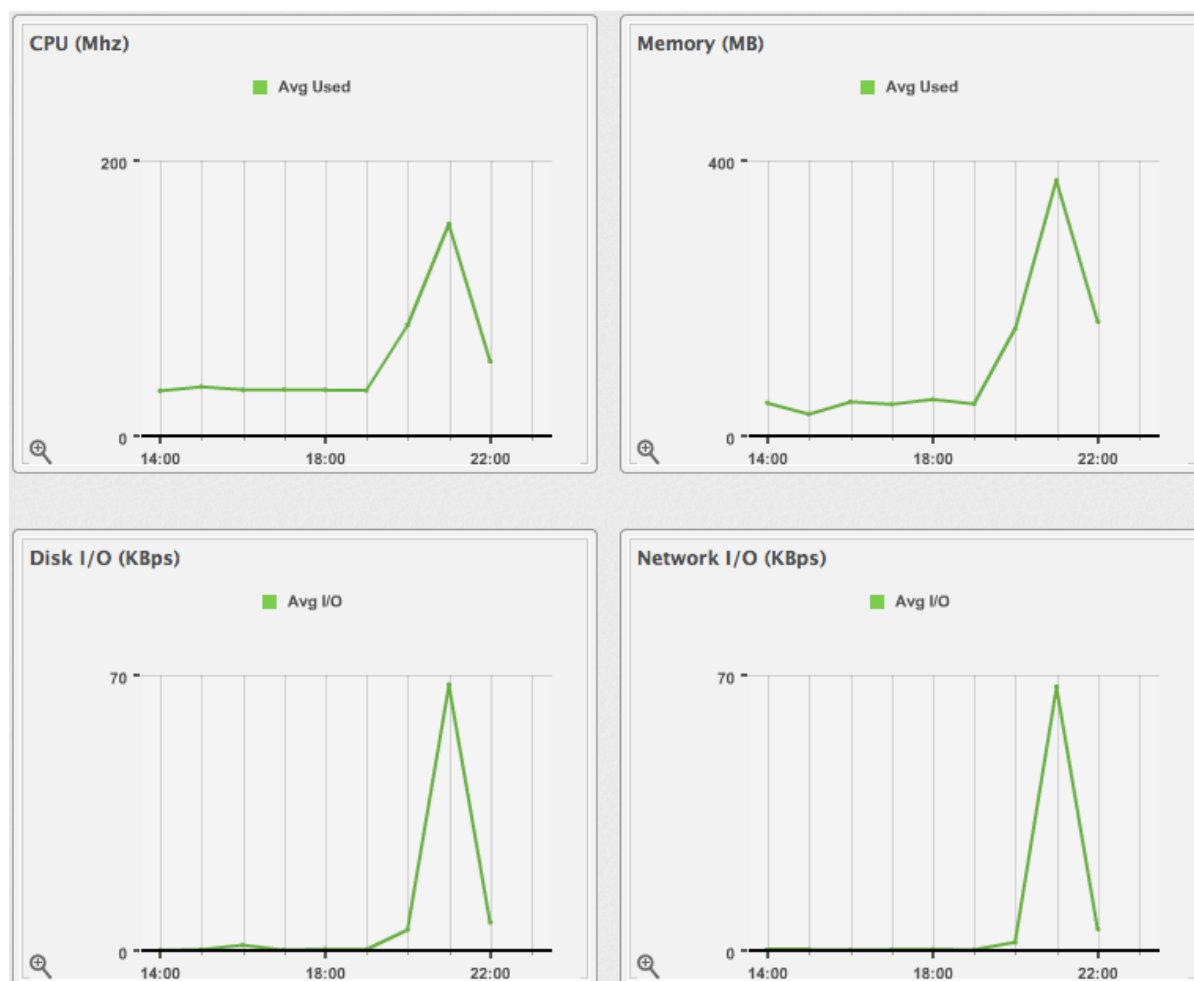 CPU (Mhz)
Avg Used
200
0
14:00 18:00 22:00
Memory (MB)
Avg Used
400
0
14:00 18:00 22:00
Disk I/O (KBps)
Avg I/O
70
0
14:00 18:00 22:00
Network I/O (KBps)
Avg I/O
70
0
14:00 18:00 22:00